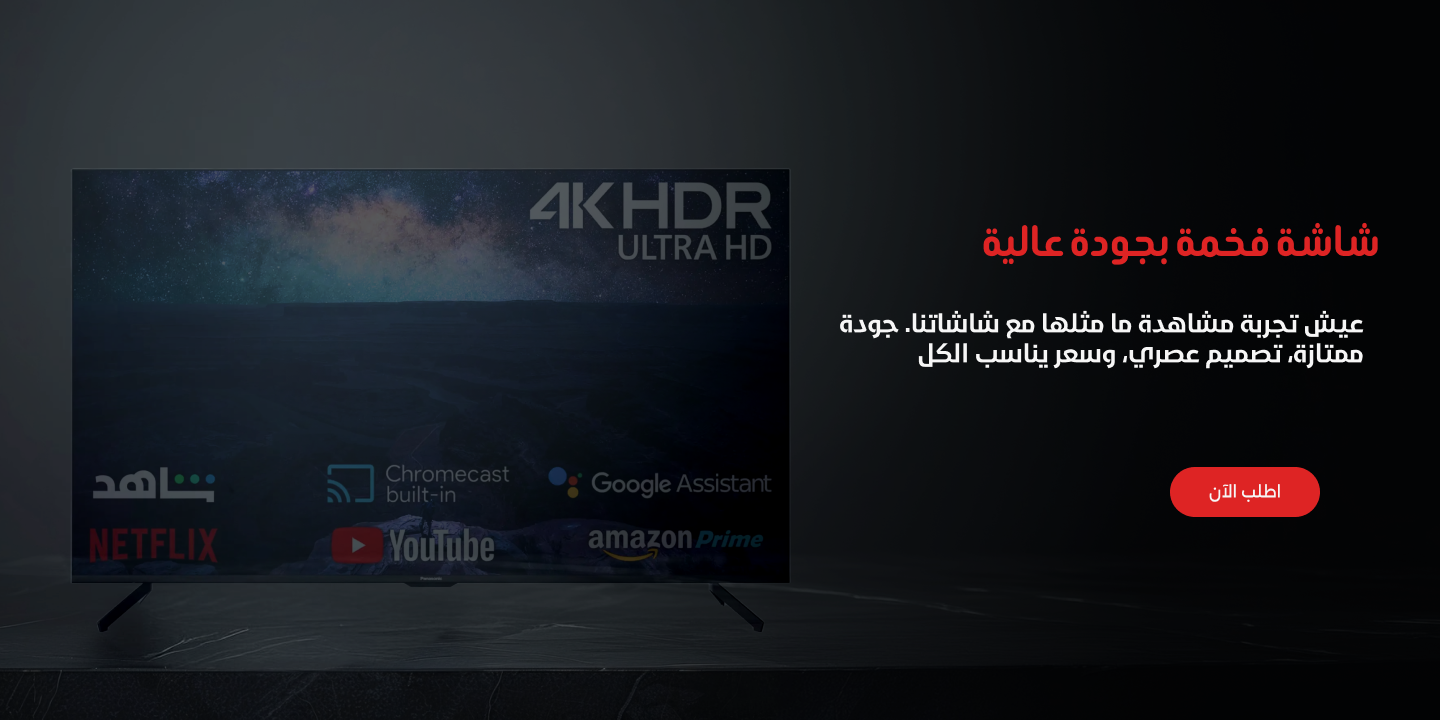 4K HDR
ULTRA HD
شاشة فخمة بجودة عالية
عيش تجربة مشاهدة ما مثلها مع شاشاتنا. جودة
ممتازة، تصميم عصري، وسعر يناسب الكل
شاهد
Chromecast
built-in
Google Assistant
اطلب الآن
NETFLIX
YouTube
amazon Prime
Panasonic